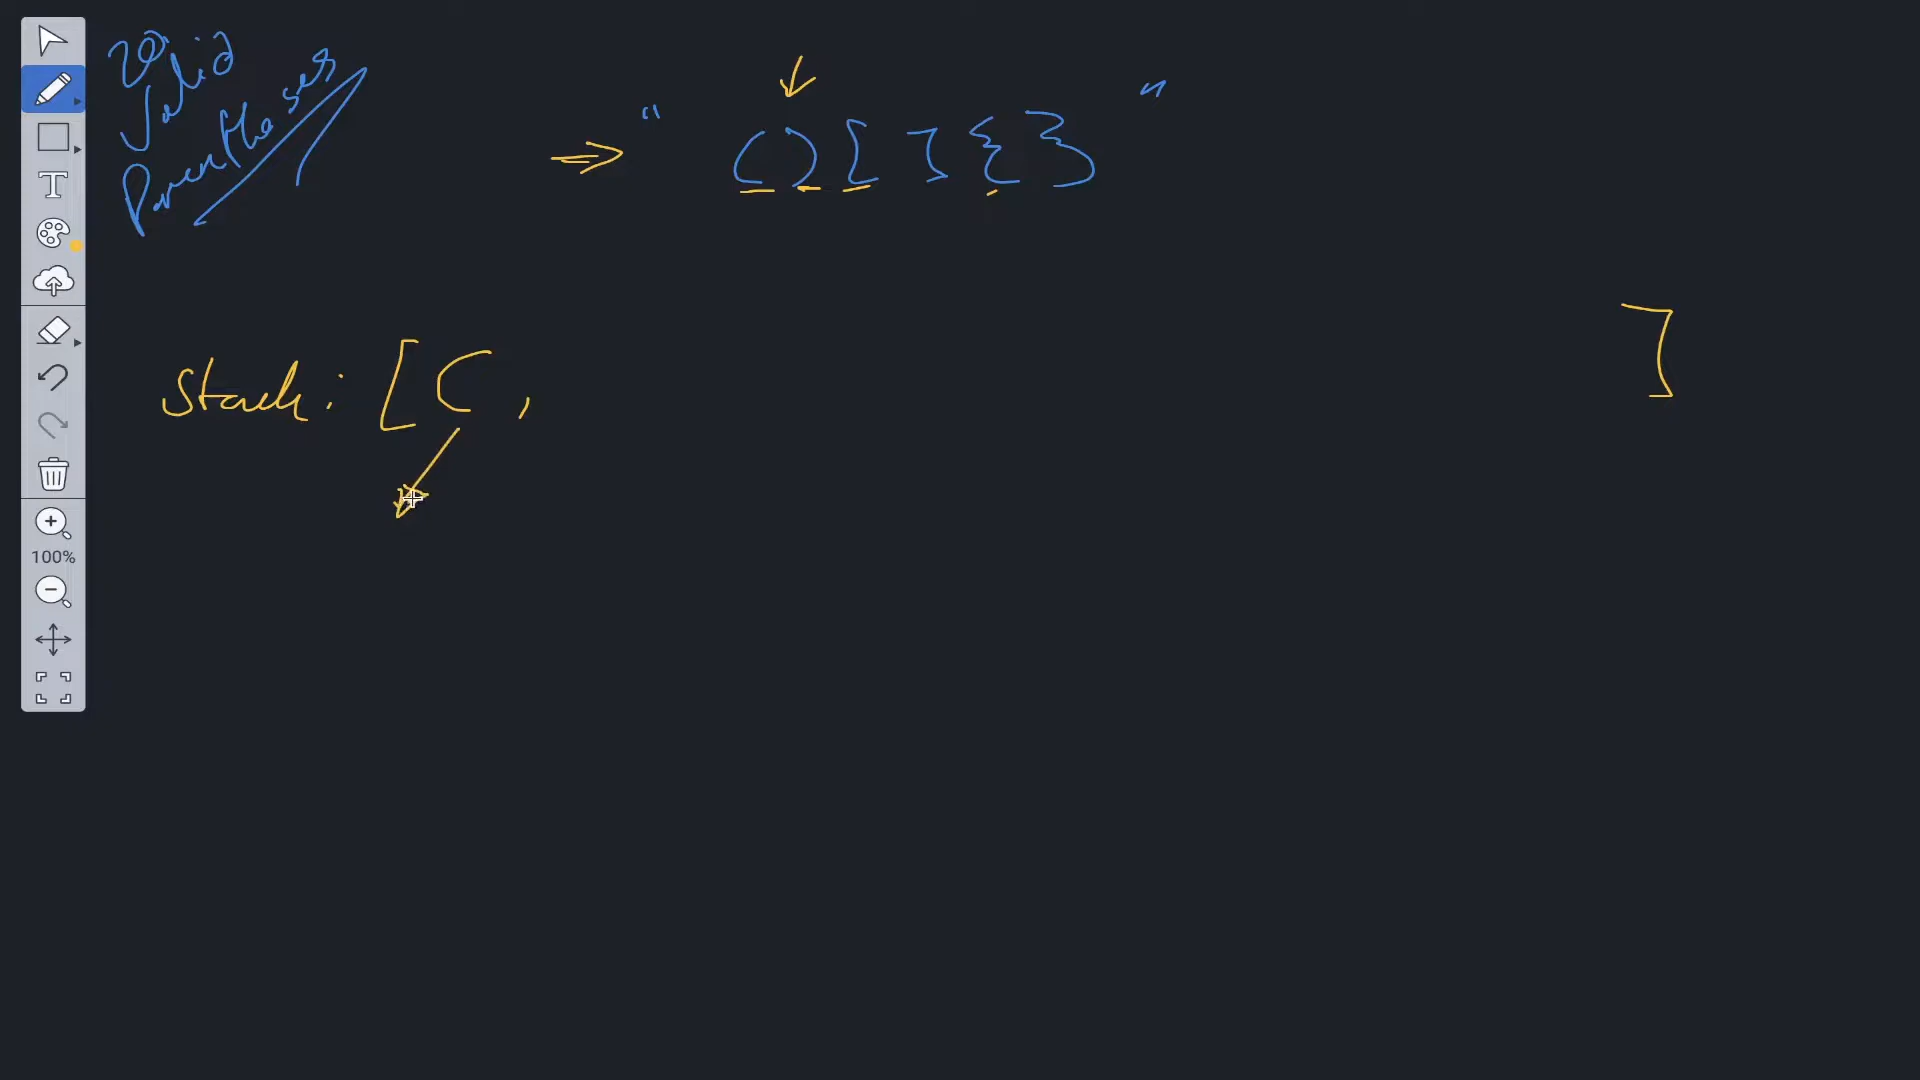 20.
Valid
Parentheses
" ( ) [ ] { } "
Stack: [ ( , ]
T
100%